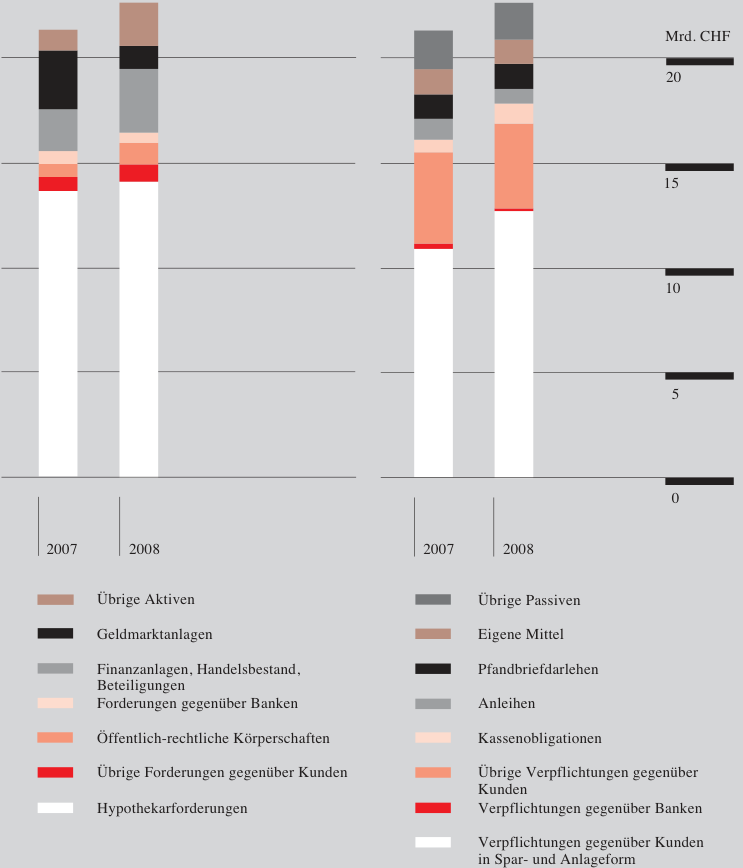 Mrd. CHF
20
15
10
5
0
2007
2008
2007
2008
Übrige Aktiven
Geldmarktanlagen
Finanzanlagen, Handelsbestand,
Beteiligungen
Forderungen gegenüber Banken
Öffentlich-rechtliche Körperschaften
Übrige Forderungen gegenüber Kunden
Hypothekarforderungen
Übrige Passiven
Eigene Mittel
Pfandbriefdarlehen
Anleihen
Kassenobligationen
Übrige Verpflichtungen gegenüber
Kunden
Verpflichtungen gegenüber Banken
Verpflichtungen gegenüber Kunden
in Spar- und Anlageform